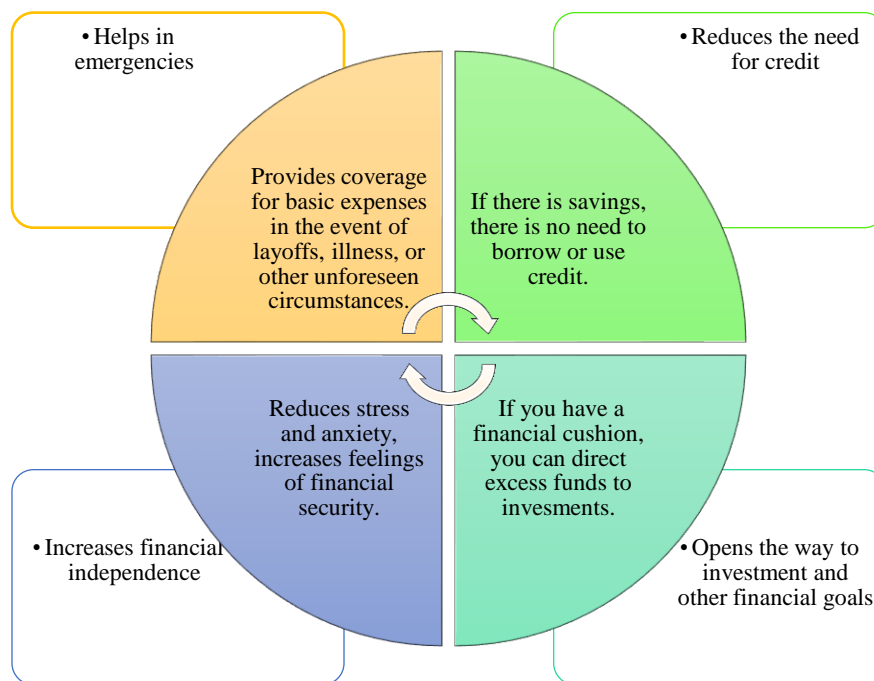 • Helps in
emergencies
Provides coverage
for basic expenses
in the event of
layoffs, illness, or
other unforeseen
circumstances.
• Reduces the need
for credit
If there is savings,
there is no need to
borrow or use
credit.
Reduces stress
and anxiety,
increases feelings
of financial
security.
• Increases financial
independence
If you have a
financial cushion,
you can direct
excess funds to
invesments.
• Opens the way to
investment and
other financial goals